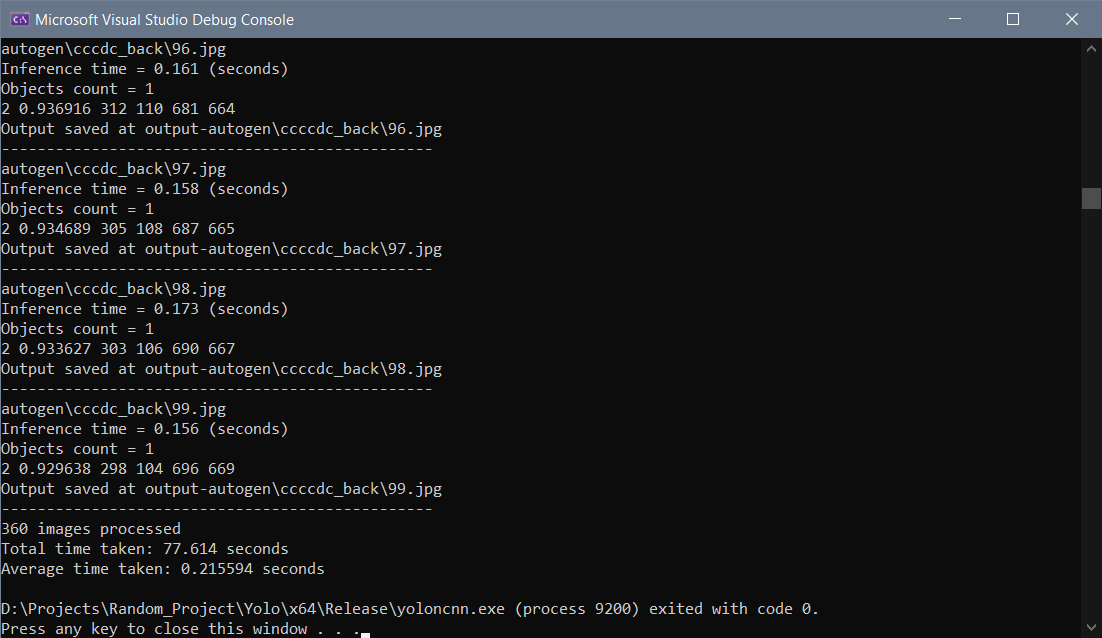 Microsoft Visual Studio Debug Console
autogen\cccdc_back\96.jpg
Inference time = 0.161 (seconds)
Objects count = 1
2 0.936916 312 110 681 664
Output saved at output-autogen\ccccdc_back\96.jpg
------------------------------------------------
autogen\cccdc_back\97.jpg
Inference time = 0.158 (seconds)
Objects count = 1
2 0.934689 305 108 687 665
Output saved at output-autogen\ccccdc_back\97.jpg
------------------------------------------------
autogen\cccdc_back\98.jpg
Inference time = 0.173 (seconds)
Objects count = 1
2 0.933627 303 106 690 667
Output saved at output-autogen\ccccdc_back\98.jpg
------------------------------------------------
autogen\cccdc_back\99.jpg
Inference time = 0.156 (seconds)
Objects count = 1
2 0.929638 298 104 696 669
Output saved at output-autogen\ccccdc_back\99.jpg
------------------------------------------------
360 images processed
Total time taken: 77.614 seconds
Average time taken: 0.215594 seconds
D:\Projects\Random_Project\Yolo\x64\Release\yoloncnn.exe (process 9200) exited with code 0.
Press any key to close this window . . .